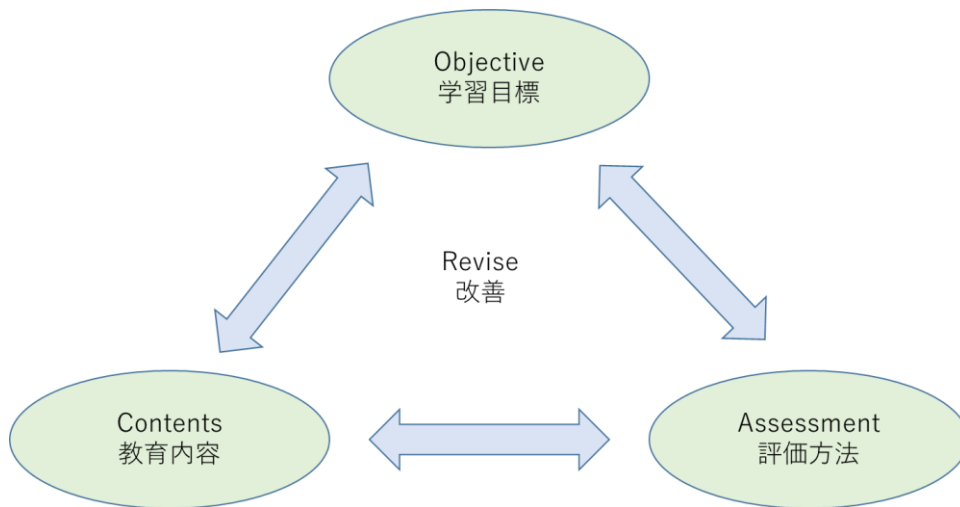 Objective
学習目標
Revise
改善
Contents
教育内容
Assessment
評価方法